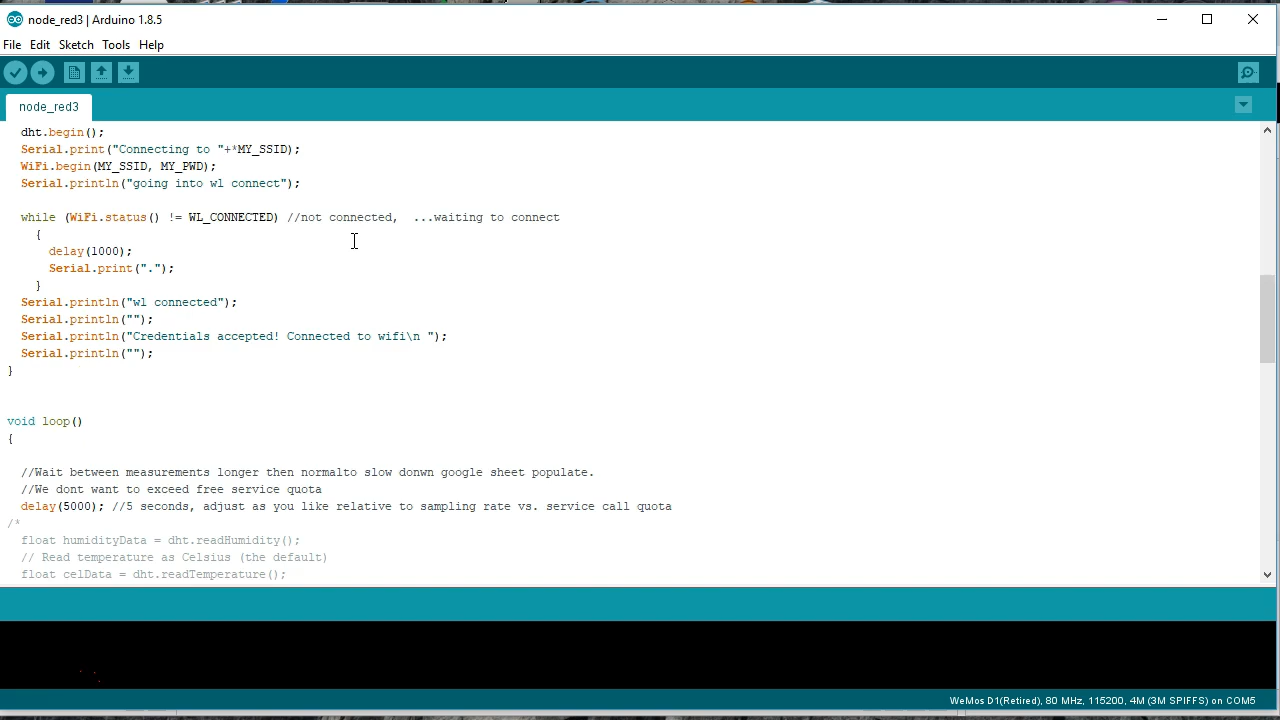 node_red3 | Arduino 1.8.5
File Edit Sketch Tools Help
node_red3
dht.begin();
Serial.print("Connecting to "+*MY_SSID);
WiFi.begin(MY_SSID, MY_PWD);
Serial.println("going into wl connect");
while (WiFi.status() != WL_CONNECTED) //not connected,  ...waiting to connect
{
delay(1000);
Serial.print(".");
}
Serial.println("wl connected");
Serial.println("");
Serial.println("Credentials accepted! Connected to wifi\n ");
Serial.println("");
}
void loop()
{
//Wait between measurements longer then normalto slow donwn google sheet populate.
//We dont want to exceed free service quota
delay(5000); //5 seconds, adjust as you like relative to sampling rate vs. service call quota
/*
float humidityData = dht.readHumidity();
// Read temperature as Celsius (the default)
float celData = dht.readTemperature();
WeMos D1(Retired), 80 MHz, 115200, 4M (3M SPIFFS) on COM5